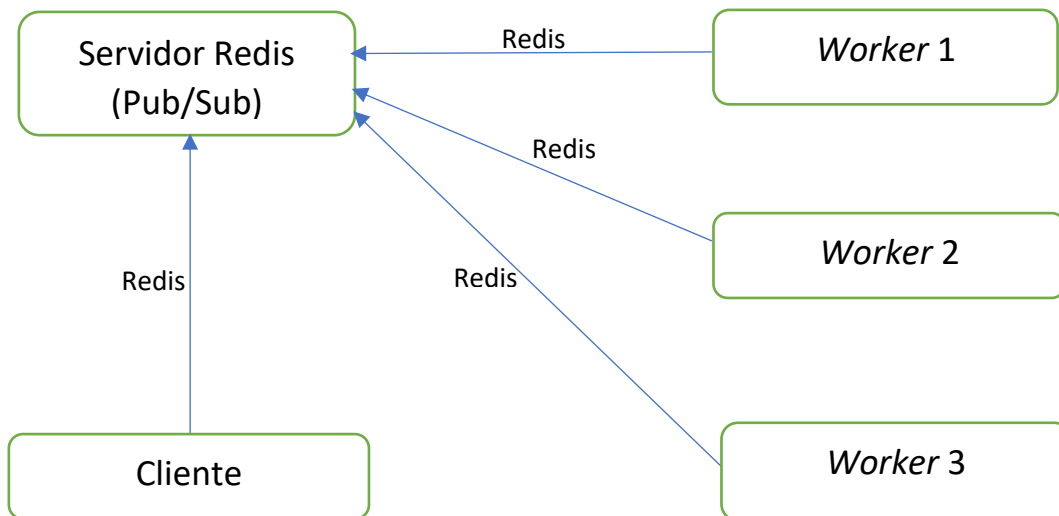 Servidor Redis
(Pub/Sub)
Redis
Worker 1
Redis
Worker 2
Redis
Redis
Cliente
Worker 3